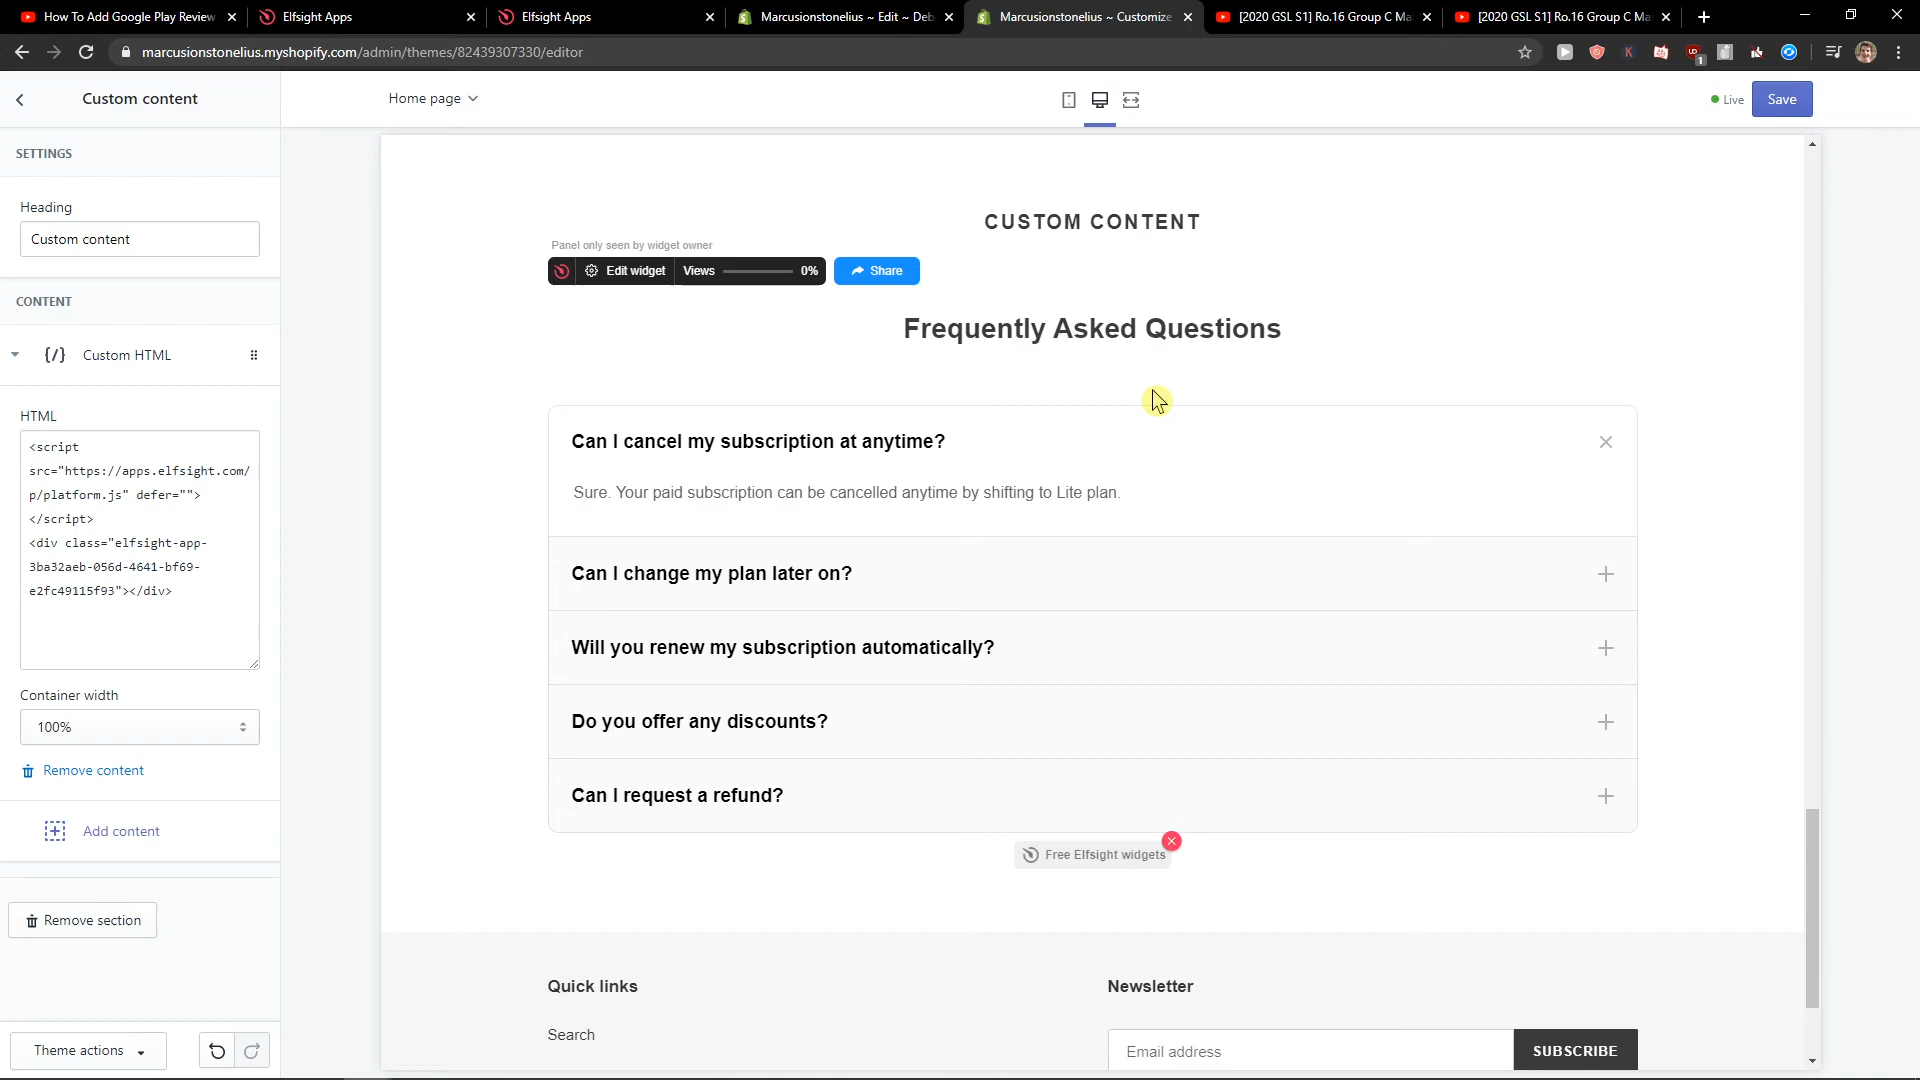 How To Add Google Play Review
Elfsight Apps
Elfsight Apps
Marcusionstonelius ~ Edit ~ Deb
Marcusionstonelius ~ Customize
[2020 GSL S1] Ro.16 Group C Ma
[2020 GSL S1] Ro.16 Group C Ma
marcusionstonelius.myshopify.com/admin/themes/82439307330/editor
K
1
Custom content
Home page
Live
Save
SETTINGS
Heading
Custom content
CONTENT
{/} Custom HTML
HTML
<script
src="https://apps.elfsight.com/
p/platform.js" defer="">
</script>
<div class="elfsight-app-
3ba32aeb-056d-4641-bf69-
e2fc49115f93"></div>
Container width
100%
Remove content
Add content
Remove section
Theme actions
CUSTOM CONTENT
Panel only seen by widget owner
Edit widget
Views
0%
Share
Frequently Asked Questions
Can I cancel my subscription at anytime?
Sure. Your paid subscription can be cancelled anytime by shifting to Lite plan.
Can I change my plan later on?
Will you renew my subscription automatically?
Do you offer any discounts?
Can I request a refund?
Free Elfsight widgets
Quick links
Search
Newsletter
Email address
SUBSCRIBE